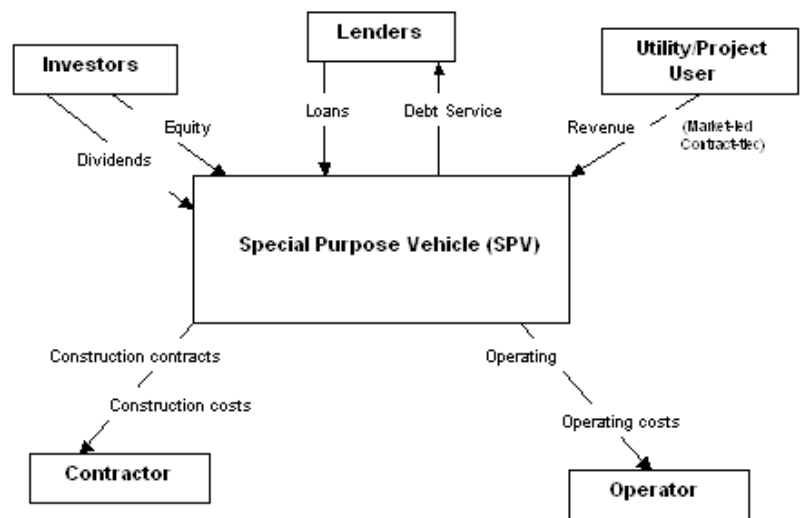 Lenders
Investors
Utility/Project
User
Equity
Loans
Debt Service
Revenue
(Market-led
Contract-tied)
Dividends
Special Purpose Vehicle (SPV)
Construction contracts
Operating
Construction costs
Operating costs
Contractor
Operator